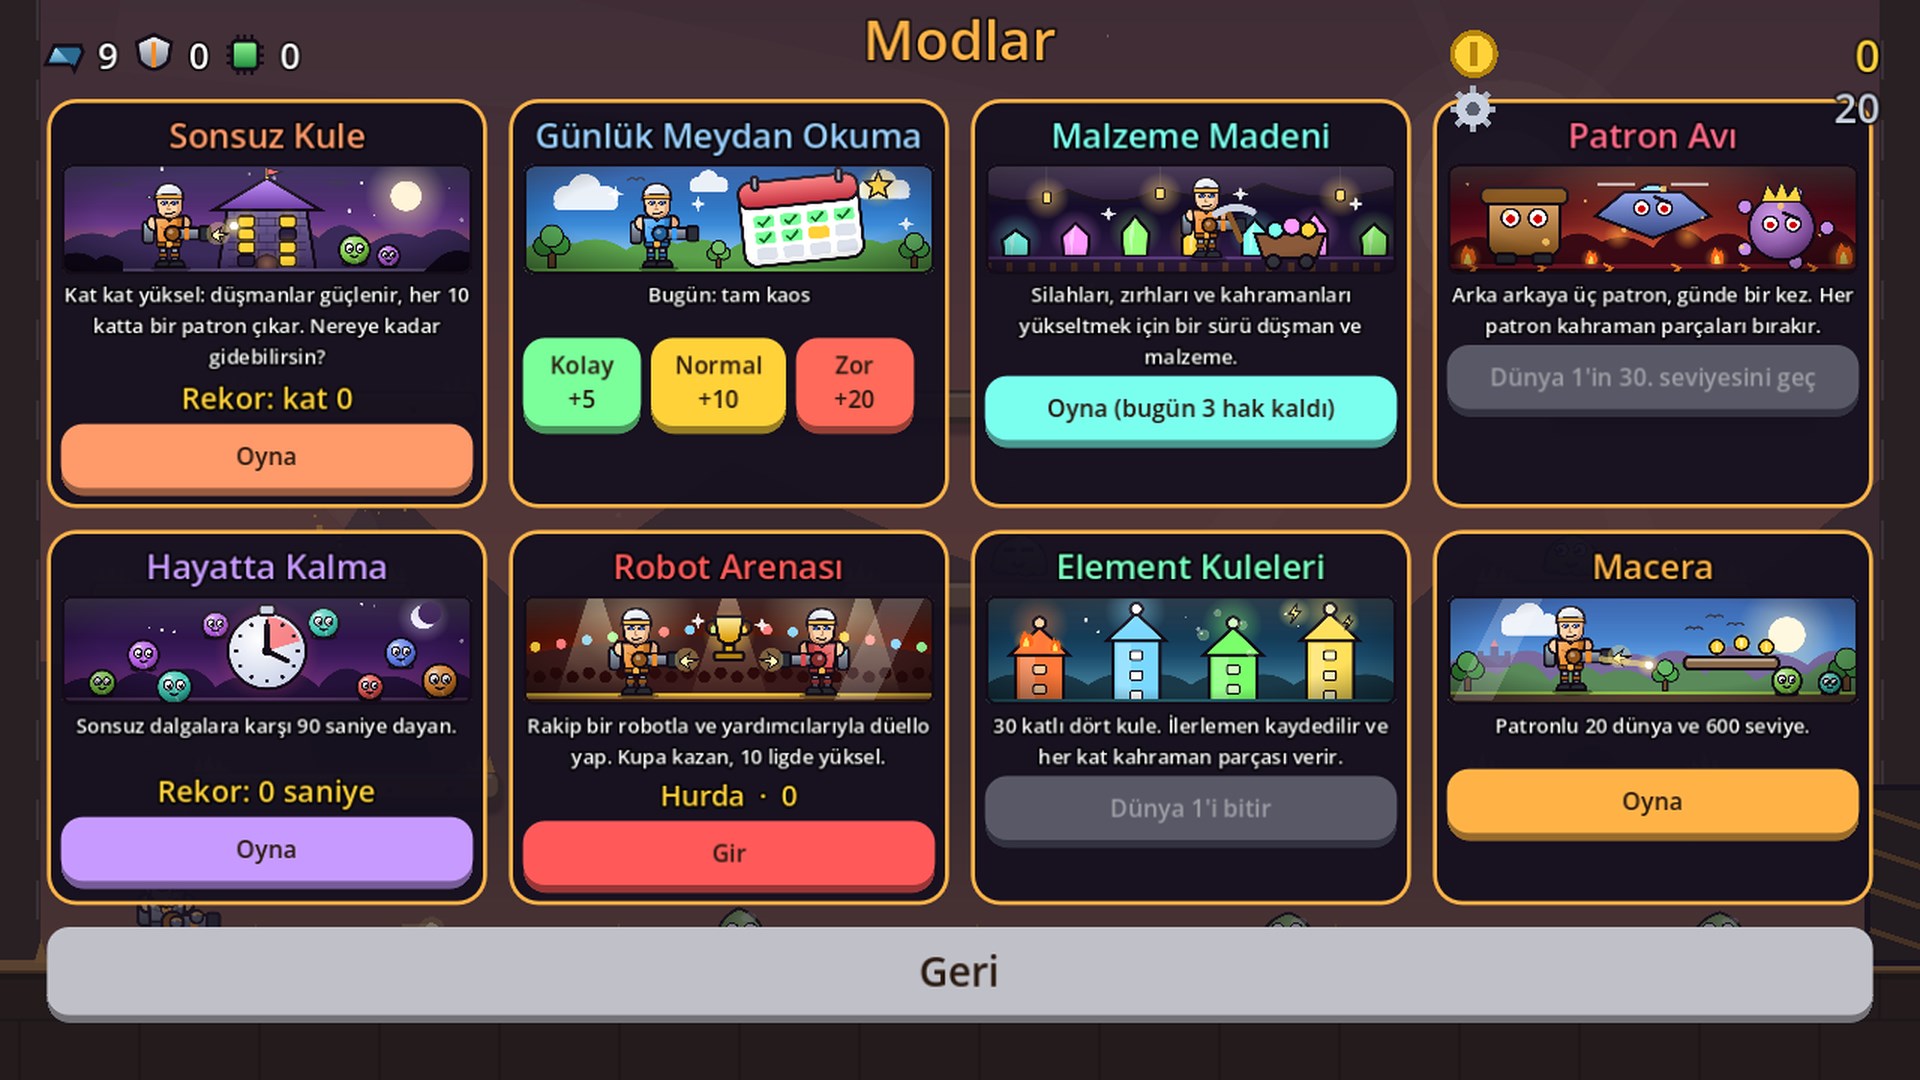 9 0 0
Modlar
0
20
Sonsuz Kule
Kat kat yüksel: düşmanlar güçlenir, her 10
katta bir patron çıkar. Nereye kadar
gidebilirsin?
Rekor: kat 0
Oyna
Günlük Meydan Okuma
Bugün: tam kaos
Kolay
+5
Normal
+10
Zor
+20
Malzeme Madeni
Silahları, zırhları ve kahramanları
yükseltmek için bir sürü düşman ve
malzeme.
Oyna (bugün 3 hak kaldı)
Patron Avı
Arka arkaya üç patron, günde bir kez. Her
patron kahraman parçaları bırakır.
Dünya 1'in 30. seviyesini geç
Hayatta Kalma
Sonsuz dalgalara karşı 90 saniye dayan.
Rekor: 0 saniye
Oyna
Robot Arenası
Rakip bir robotla ve yardımcılarıyla düello
yap. Kupa kazan, 10 ligde yüksel.
Hurda · 0
Gir
Element Kuleleri
30 katlı dört kule. İlerlemen kaydedilir ve
her kat kahraman parçası verir.
Dünya 1'i bitir
Macera
Patronlu 20 dünya ve 600 seviye.
Oyna
Geri